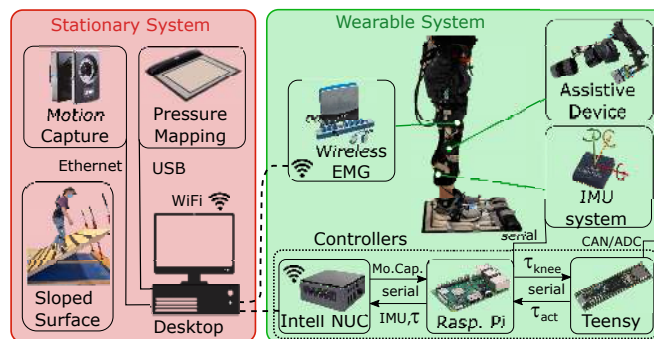 Stationary System
Motion
Capture
Pressure
Mapping
Ethernet
USB
WiFi
Sloped
Surface
Desktop
Wearable System
Wireless
EMG
Assistive
Device
IMU
system
serial
CAN/ADC
Controllers
Intell NUC
Mo.Cap.
serial
IMU,τ
Rasp. Pi
τknee
serial
τact
Teensy